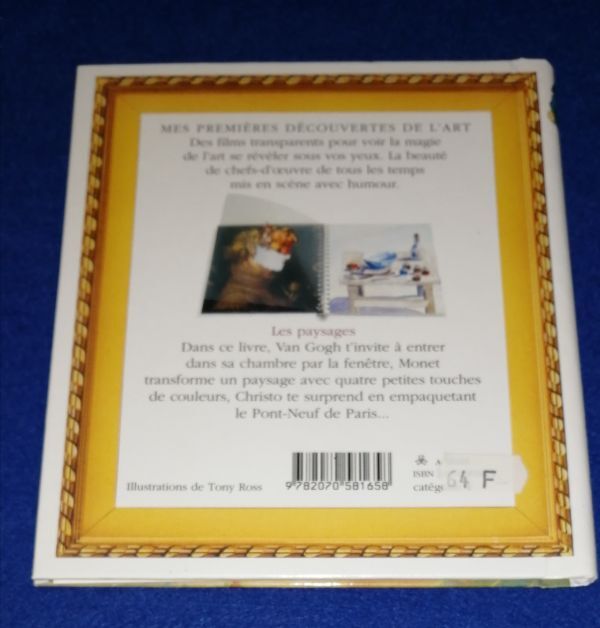 MES PREMIÈRES DÉCOUVERTES DE L'ART
Des films transparents pour voir la magie
de l'art se révéler sous vos yeux. La beauté
de chefs-d'œuvre de tous les temps
mis en scène avec humour.
Les paysages
Dans ce livre, Van Gogh t'invite à entrer
dans sa chambre par la fenêtre, Monet
transforme un paysage avec quatre petites touches
de couleurs, Christo te surprend en empaquetant
le Pont-Neuf de Paris...
Illustrations de Tony Ross
9 782070 581658
ISBN
64 F